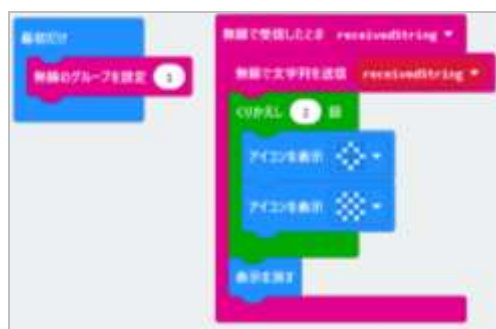 最初だけ
無線のグループを設定 1
無線で受信したとき receivedString
無線で文字列を送信 receivedString
くりかえし 2 回
アイコンを表示
アイコンを表示
表示を消す